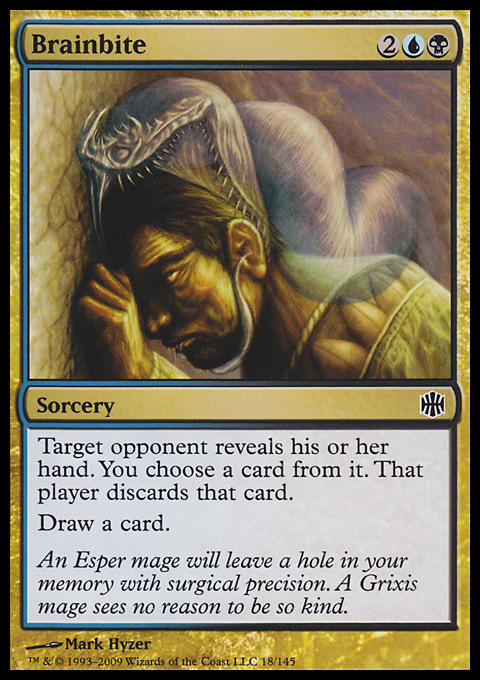 Brainbite 2
Sorcery
Target opponent reveals his or her
hand. You choose a card from it. That
player discards that card.
Draw a card.
An Esper mage will leave a hole in your
memory with surgical precision. A Grixis
mage sees no reason to be so kind.
Mark Hyzer
™ & © 1993–2009 Wizards of the Coast LLC 18/145